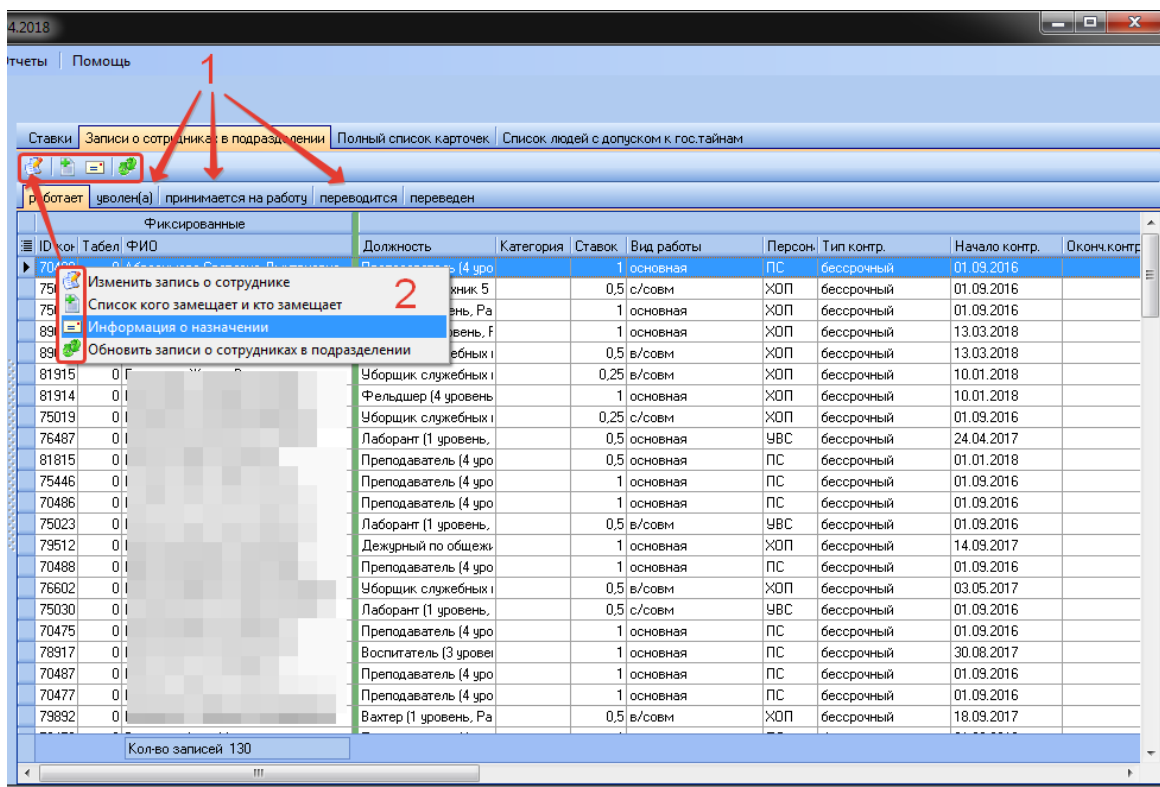 4.2018
тчеты Помощь
1
Ставки Записи о сотрудниках в подразделении Полный список карточек Список людей с допуском к гос.тайнам
работает уволен(а) принимается на работу переводится переведен
Фиксированные
ID кон Табел ФИО Должность Категория Ставок Вид работы Персон. Тип контр. Начало контр. Оконч.контр
1 основная ПС бессрочный 01.09.2016
Изменить запись о сотруднике
2
0,5 с/совм ХОП бессрочный 01.09.2016
Список кого замещает и кто замещает
1 основная ХОП бессрочный 01.09.2016
Информация о назначении
1 основная ХОП бессрочный 13.03.2018
Обновить записи о сотрудниках в подразделении
0,5 в/совм ХОП бессрочный 13.03.2018
81915 0 Уборщик служебных 0,25 в/совм ХОП бессрочный 10.01.2018
81914 0 Фельдшер (4 уровень 1 основная ХОП бессрочный 10.01.2018
75019 0 Уборщик служебных 0,25 с/совм ХОП бессрочный 01.09.2016
76487 0 Лаборант (1 уровень, 0,5 основная УВС бессрочный 24.04.2017
81815 0 Преподаватель (4 уро 0,5 основная ПС бессрочный 01.01.2018
75446 0 Преподаватель (4 уро 1 основная ПС бессрочный 01.09.2016
70486 0 Преподаватель (4 уро 1 основная ПС бессрочный 01.09.2016
75023 0 Лаборант (1 уровень, 0,5 в/совм УВС бессрочный 01.09.2016
79512 0 Дежурный по общежи 1 основная ХОП бессрочный 14.09.2017
70488 0 Преподаватель (4 уро 1 основная ПС бессрочный 01.09.2016
76602 0 Уборщик служебных 0,5 в/совм ХОП бессрочный 03.05.2017
75030 0 Лаборант (1 уровень, 0,5 с/совм УВС бессрочный 01.09.2016
70475 0 Преподаватель (4 уро 1 основная ПС бессрочный 01.09.2016
78917 0 Воспитатель (3 уровен 1 основная ПС бессрочный 30.08.2017
70487 0 Преподаватель (4 уро 1 основная ПС бессрочный 01.09.2016
70477 0 Преподаватель (4 уро 1 основная ПС бессрочный 01.09.2016
79892 0 Вахтер (1 уровень, Ра 0,5 в/совм ХОП бессрочный 18.09.2017
Кол-во записей 130